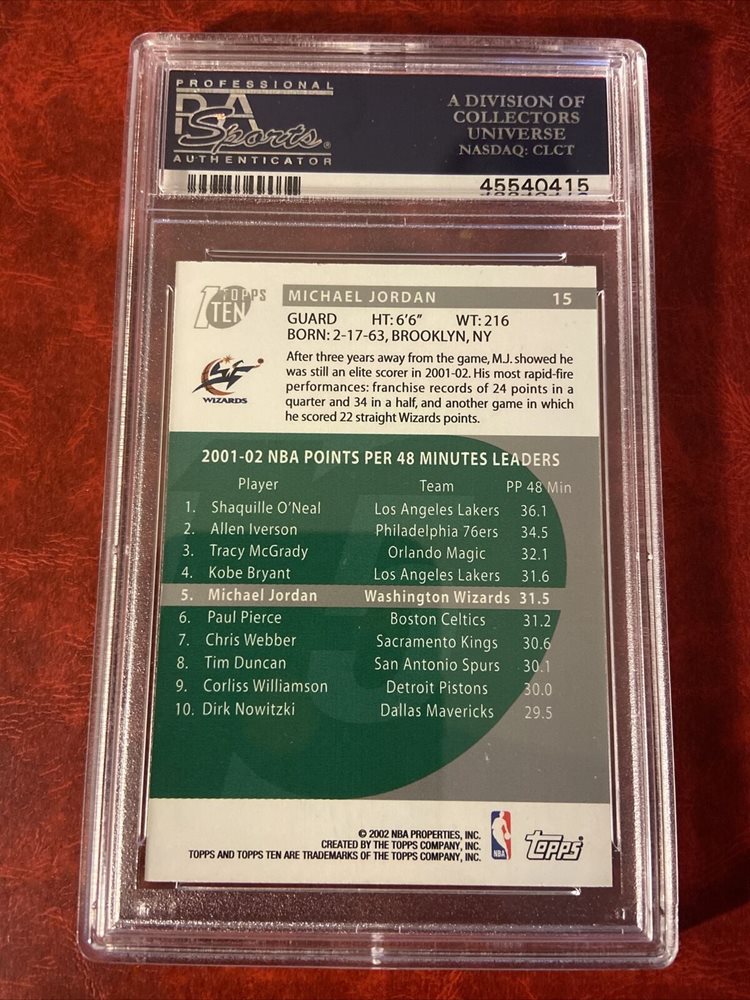 PROFESSIONAL
PSA
Sports®
AUTHENTICATOR
A DIVISION OF
COLLECTORS
UNIVERSE
NASDAQ: CLCT
45540415
1 TOPPS
TEN
MICHAEL JORDAN 15
GUARD HT: 6'6" WT: 216
BORN: 2-17-63, BROOKLYN, NY
WIZARDS
After three years away from the game, M.J. showed he
was still an elite scorer in 2001-02. His most rapid-fire
performances: franchise records of 24 points in a
quarter and 34 in a half, and another game in which
he scored 22 straight Wizards points.
2001-02 NBA POINTS PER 48 MINUTES LEADERS
Player Team PP 48 Min
1. Shaquille O'Neal Los Angeles Lakers 36.1
2. Allen Iverson Philadelphia 76ers 34.5
3. Tracy McGrady Orlando Magic 32.1
4. Kobe Bryant Los Angeles Lakers 31.6
5. Michael Jordan Washington Wizards 31.5
6. Paul Pierce Boston Celtics 31.2
7. Chris Webber Sacramento Kings 30.6
8. Tim Duncan San Antonio Spurs 30.1
9. Corliss Williamson Detroit Pistons 30.0
10. Dirk Nowitzki Dallas Mavericks 29.5
© 2002 NBA PROPERTIES, INC.
CREATED BY THE TOPPS COMPANY, INC.
TOPPS AND TOPPS TEN ARE TRADEMARKS OF THE TOPPS COMPANY, INC.
NBA
Topps